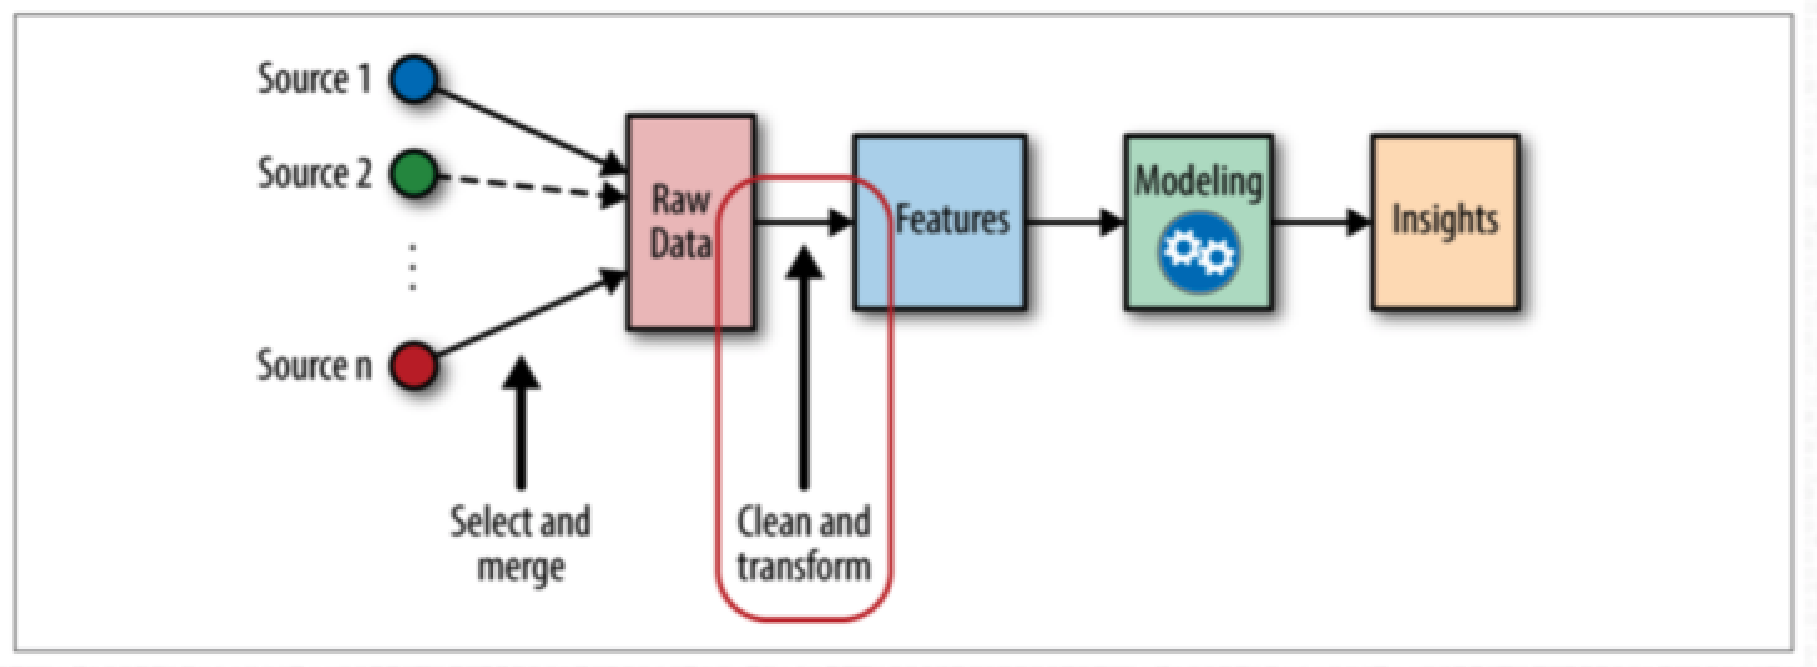 Source 1
Source 2
Source n
Select and
merge
Raw
Data
Clean and
transform
Features
Modeling
Insights